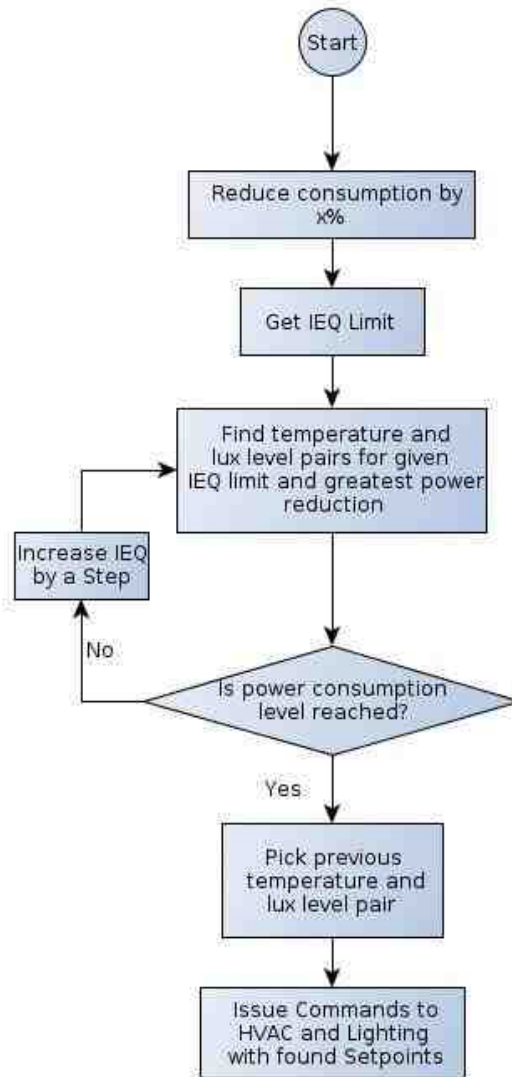 Start
Reduce consumption by
x%
Get IEQ Limit
Find temperature and
lux level pairs for given
IEQ limit and greatest power
reduction
Increase IEQ
by a Step
No
Is power consumption
level reached?
Yes
Pick previous
temperature and
lux level pair
Issue Commands to
HVAC and Lighting
with found Setpoints